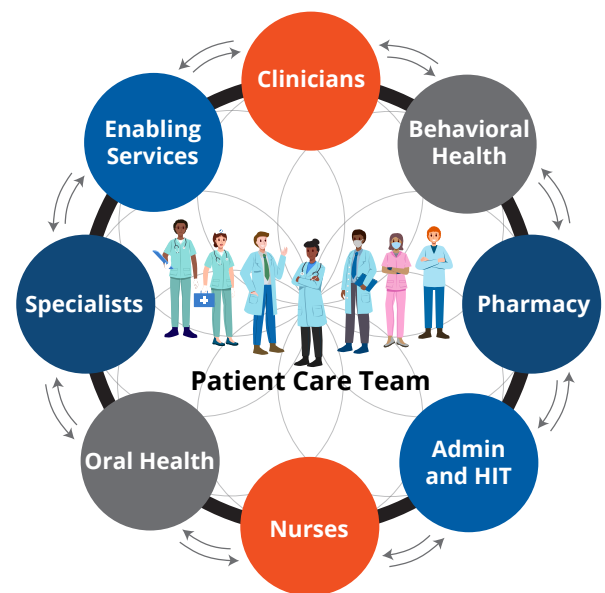 Clinicians
Enabling
Services
Behavioral
Health
Specialists
Pharmacy
Patient Care Team
Oral Health
Admin
and HIT
Nurses